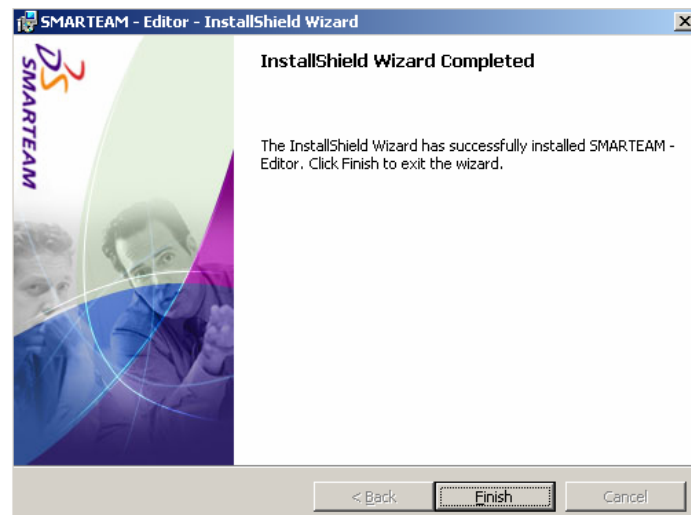 SMARTEAM - Editor - InstallShield Wizard
SMARTEAM
InstallShield Wizard Completed
The InstallShield Wizard has successfully installed SMARTEAM -
Editor. Click Finish to exit the wizard.
< Back
Finish
Cancel